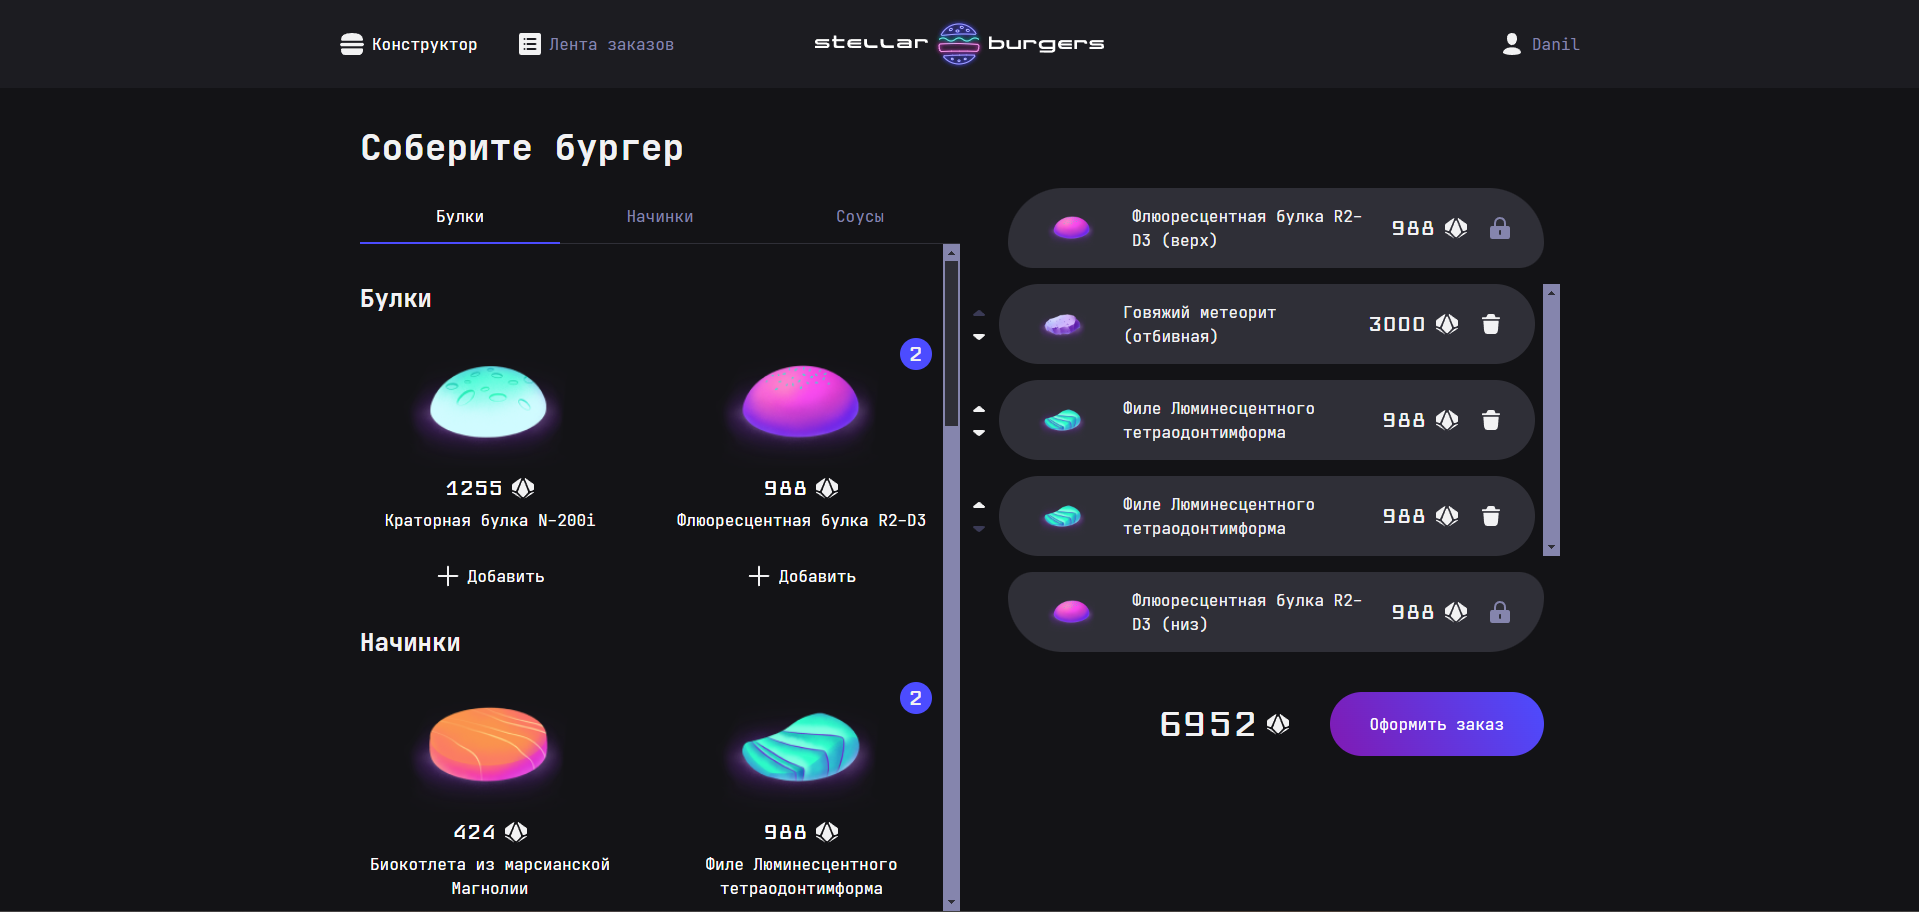 Конструктор
Лента заказов
stellar burgers
Danil
Соберите бургер
Булки
Начинки
Соусы
Булки
2
1255
Краторная булка N-200i
Добавить
988
Флюоресцентная булка R2-D3
Добавить
Начинки
2
424
Биокотлета из марсианской
Магнолии
988
Филе Люминесцентного
тетраодонтимформа
Флюоресцентная булка R2-
D3 (верх)
988
Говяжий метеорит
(отбивная)
3000
Филе Люминесцентного
тетраодонтимформа
988
Филе Люминесцентного
тетраодонтимформа
988
Флюоресцентная булка R2-
D3 (низ)
988
6952
Оформить заказ